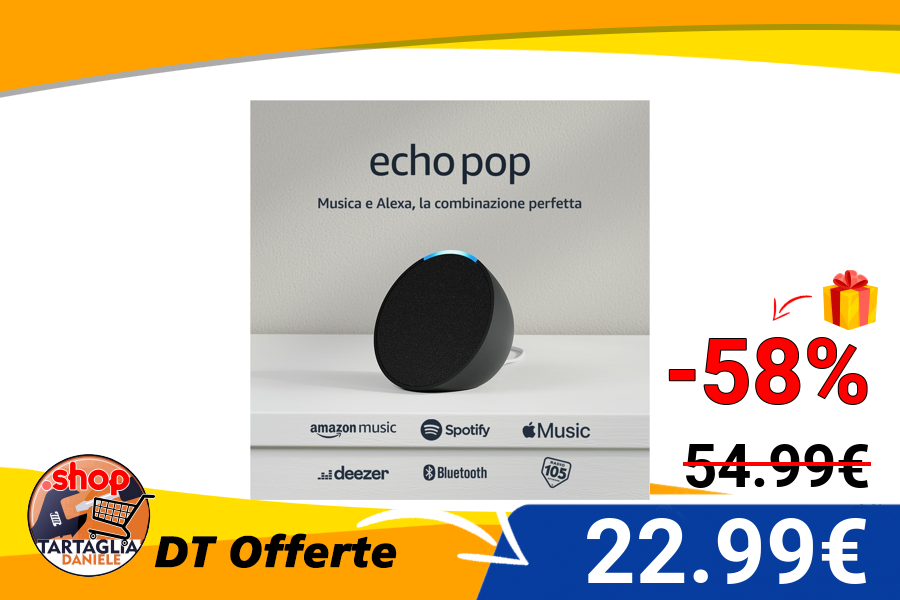 echo pop
Musica e Alexa, la combinazione perfetta
amazon music
Spotify
Music
deezer
Bluetooth
RADIO
105
-58%
54.99€
22.99€
.shop
TARTAGLIA
DANIELE
DT Offerte